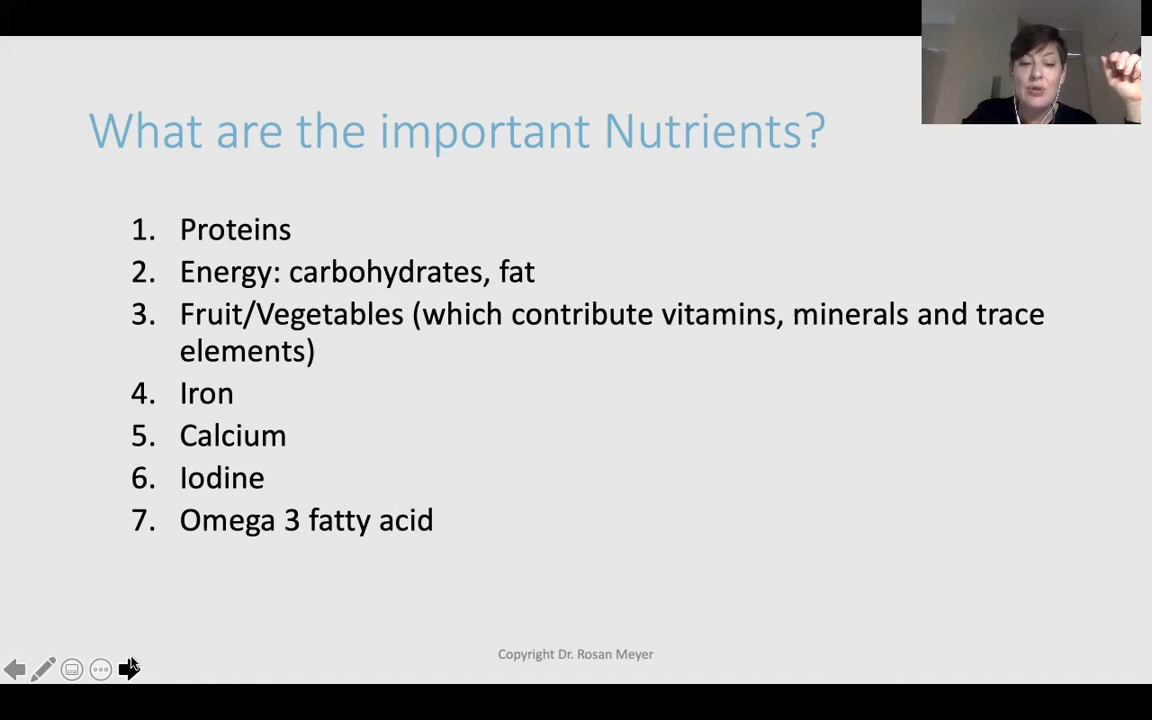 What are the important Nutrients?
1. Proteins
2. Energy: carbohydrates, fat
3. Fruit/Vegetables (which contribute vitamins, minerals and trace
elements)
4. Iron
5. Calcium
6. Iodine
7. Omega 3 fatty acid
Copyright Dr. Rosan Meyer